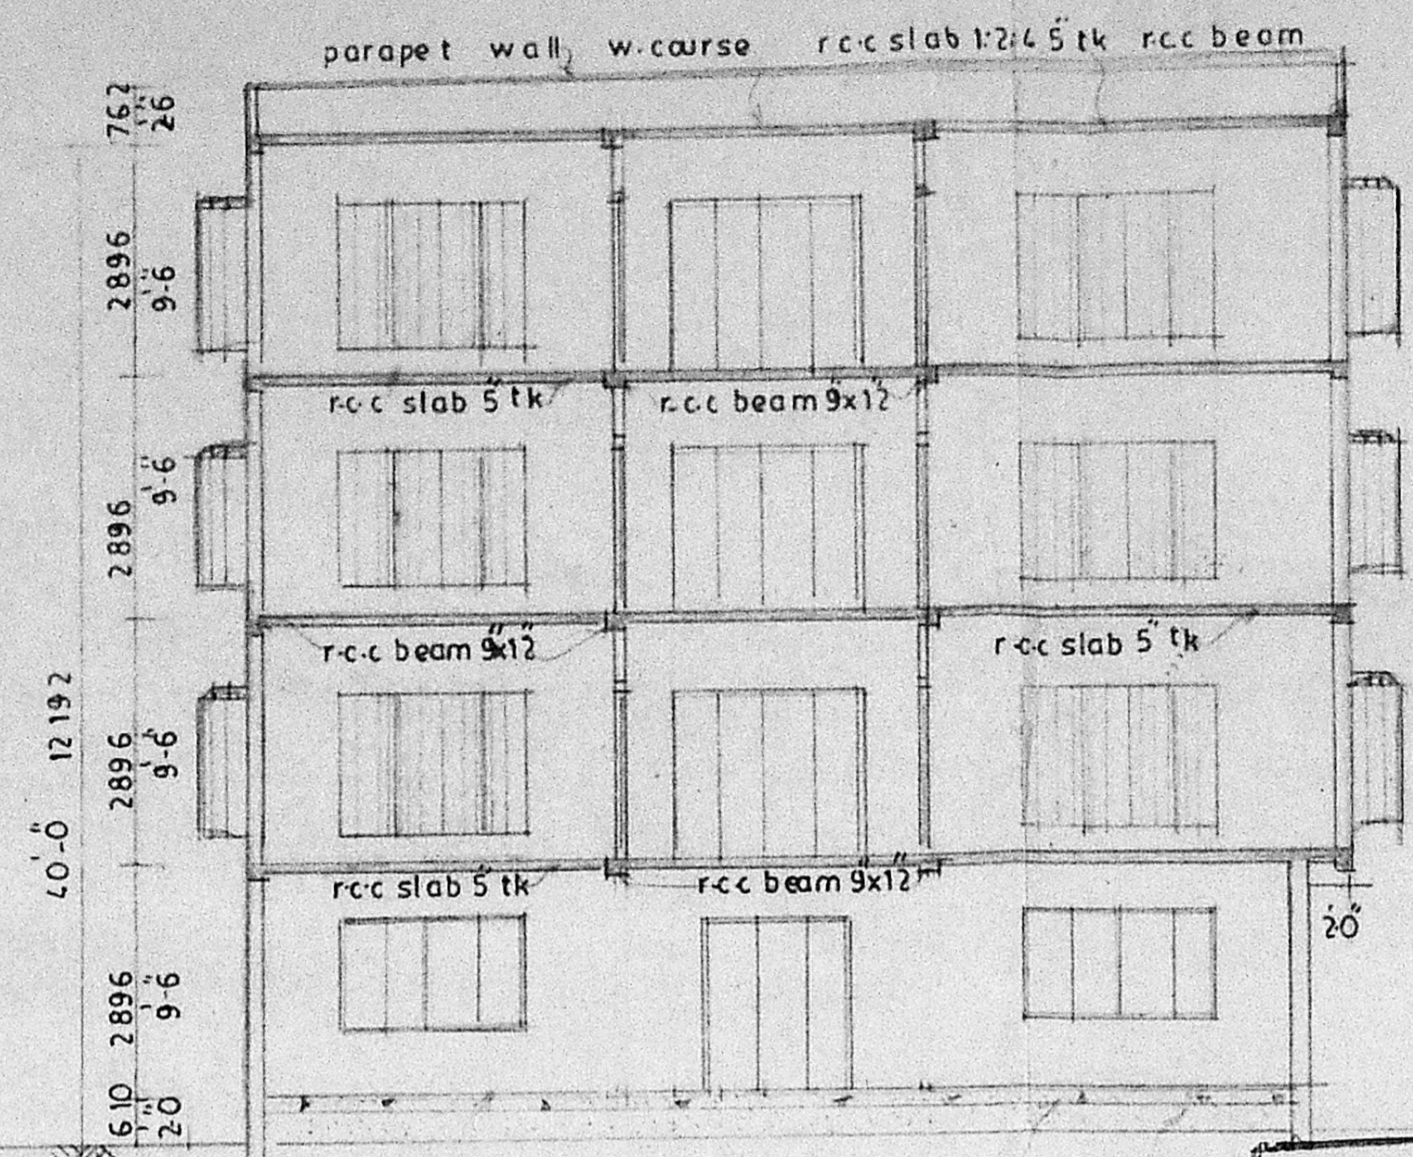 parapet wall w.course r.c.c slab 1:2:4 5" tk r.c.c beam
762
2'6"
2896
9'-6"
r.c.c slab 5" tk
r.c.c beam 9"x12"
2896
9'-6"
r.c.c beam 9"x12"
r.c.c slab 5" tk
12192
40'-0"
2896
9'-6"
r.c.c slab 5" tk
r.c.c beam 9"x12"
2'0"
2896
9'-6"
610
2'0"